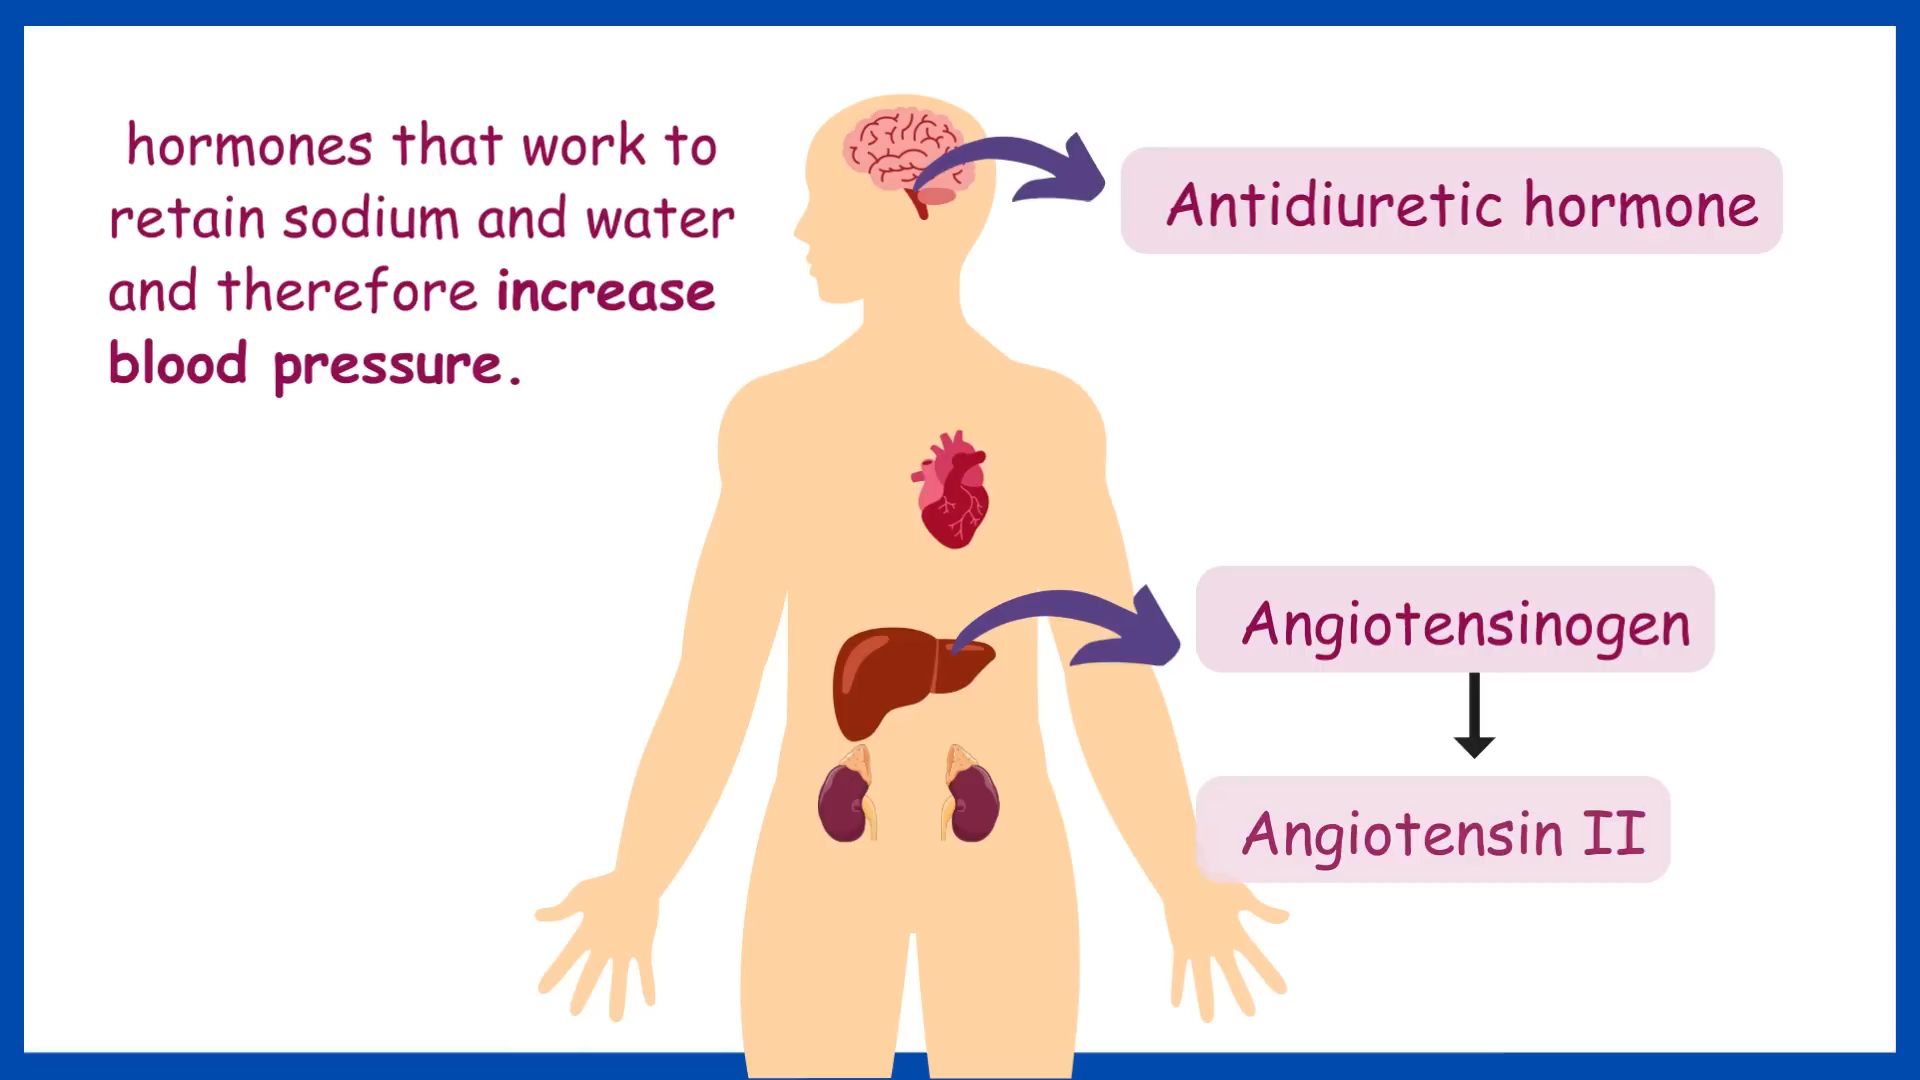 hormones that work to
retain sodium and water
and therefore increase
blood pressure.
Antidiuretic hormone
Angiotensinogen
Angiotensin II